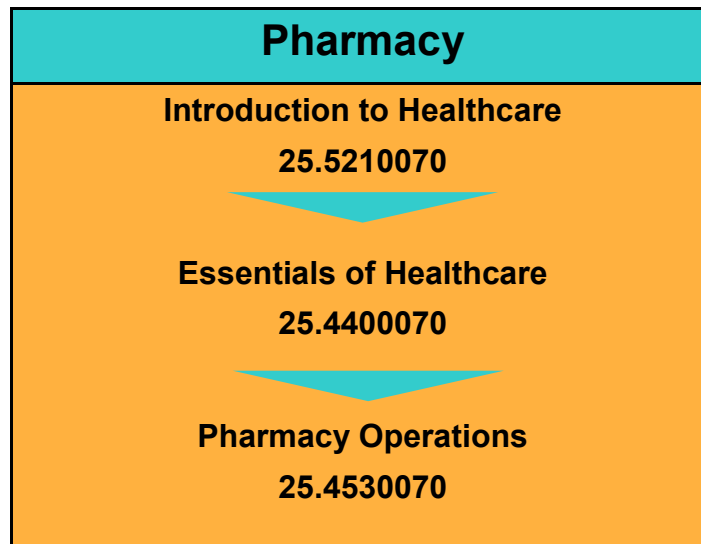 Pharmacy
Introduction to Healthcare
25.5210070
Essentials of Healthcare
25.4400070
Pharmacy Operations
25.4530070